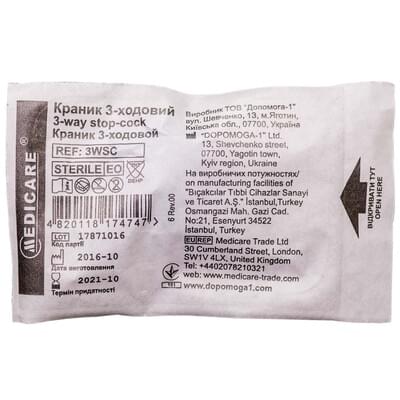 MEDICARE®
Краник 3-ходовий
3-way stop-cock
Краник 3-ходовой
REF: 3WSC
STERILE EO
DEHP
4 820118 174747
LOT 17871016
Код партії
2016-10
Дата виготовлення
2021-10
Термін придатності
6 Rev.00
Виробник ТОВ "Допомога-1"
вул. Шевченко, 13, м.Яготин,
Київська обл., 07700, Україна
"DOPOMOGA-1" Ltd.
13, Shevchenko street,
07700, Yagotin town,
Kyiv region, Ukraine
На виробничих потужностях/
on manufacturing facilities of
"Bıçakcılar Tıbbi Cihazlar Sanayi
ve Ticaret A.Ş." Istanbul,Turkey
Osmangazi Mah. Gazi Cad.
No:21, Esenyurt 34522
İstanbul, Turkey
EU REP Medicare Trade Ltd
30 Cumberland Street, London,
SW1V 4LX, United Kingdom
Tel: +4402078210321
www.medicare-trade.com
www.dopomoga1.com
ВІДКРИВАТИ ТУТ
OPEN HERE